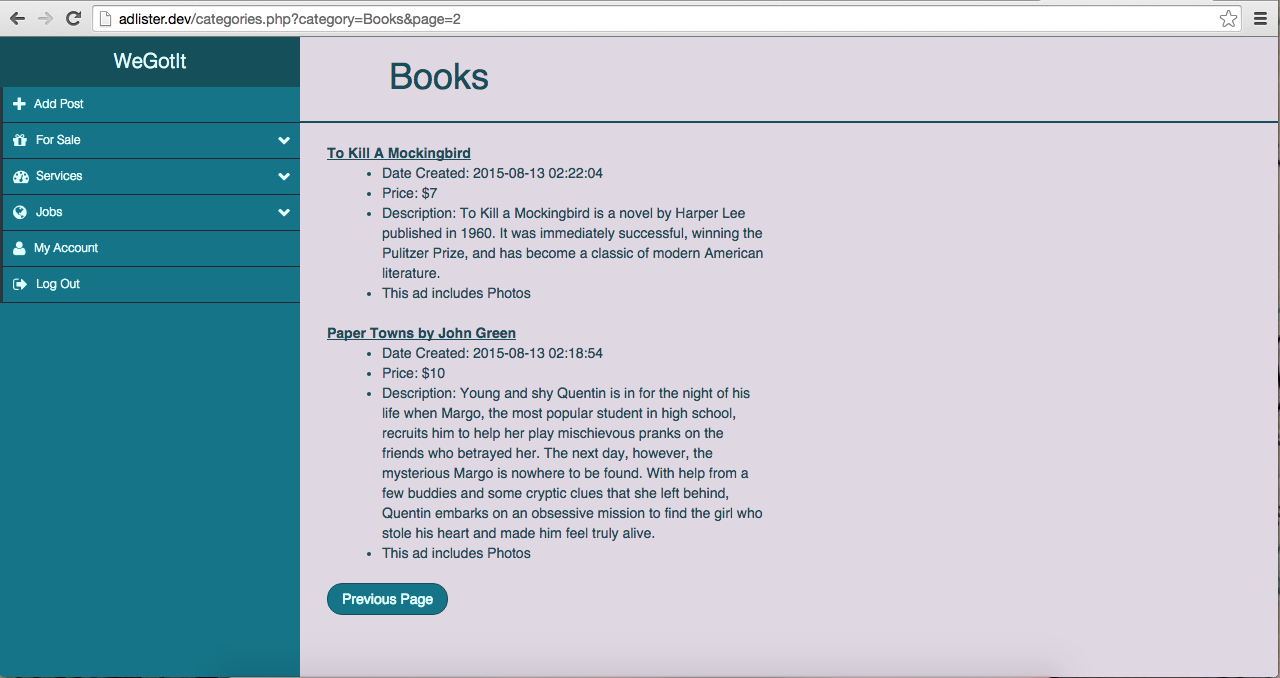 adlister.dev/categories.php?category=Books&page=2
WeGotIt
Add Post
For Sale
Services
Jobs
My Account
Log Out
Books
To Kill A Mockingbird
• Date Created: 2015-08-13 02:22:04
• Price: $7
• Description: To Kill a Mockingbird is a novel by Harper Lee
published in 1960. It was immediately successful, winning the
Pulitzer Prize, and has become a classic of modern American
literature.
• This ad includes Photos
Paper Towns by John Green
• Date Created: 2015-08-13 02:18:54
• Price: $10
• Description: Young and shy Quentin is in for the night of his
life when Margo, the most popular student in high school,
recruits him to help her play mischievous pranks on the
friends who betrayed her. The next day, however, the
mysterious Margo is nowhere to be found. With help from a
few buddies and some cryptic clues that she left behind,
Quentin embarks on an obsessive mission to find the girl who
stole his heart and made him feel truly alive.
• This ad includes Photos
Previous Page